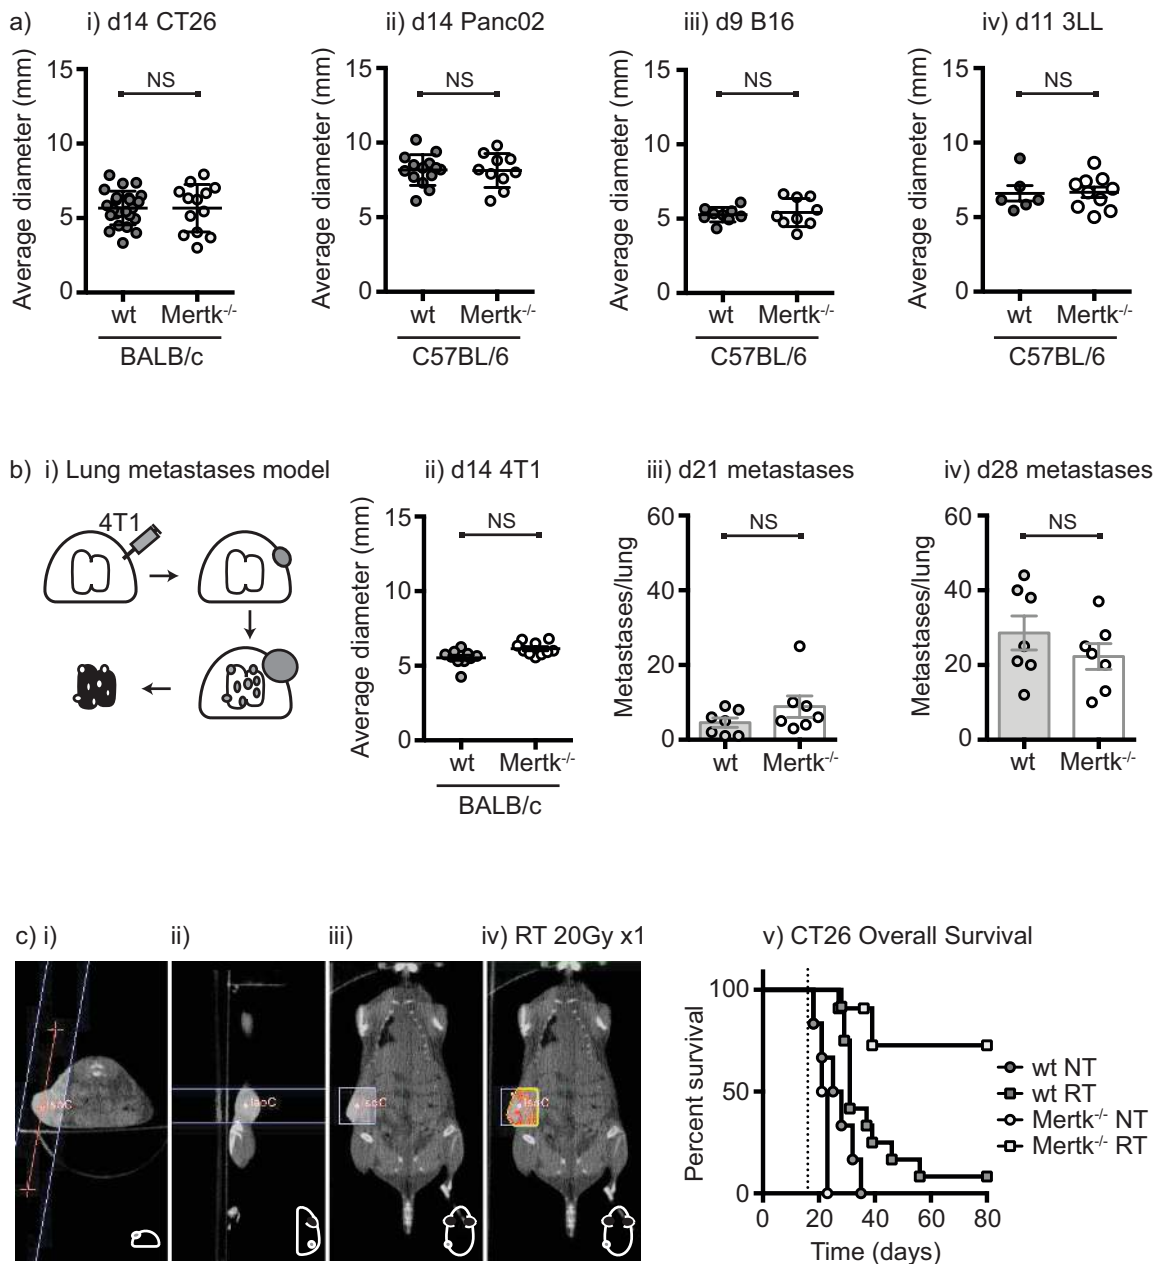 a)
i) d14 CT26
ii) d14 Panc02
iii) d9 B16
iv) d11 3LL
Average diameter (mm)
15
10
5
0
NS
wt
Mertk-/-
BALB/c
Average diameter (mm)
15
10
5
0
NS
wt
Mertk-/-
C57BL/6
Average diameter (mm)
15
10
5
0
NS
wt
Mertk-/-
C57BL/6
Average diameter (mm)
15
10
5
0
NS
wt
Mertk-/-
C57BL/6
b) i) Lung metastases model
4T1
ii) d14 4T1
Average diameter (mm)
15
10
5
0
NS
wt
Mertk-/-
BALB/c
iii) d21 metastases
Metastases/lung
60
40
20
0
NS
wt
Mertk-/-
iv) d28 metastases
Metastases/lung
60
40
20
0
NS
wt
Mertk-/-
c) i)
ii)
iii)
iv) RT 20Gy x1
IsoC
IsoC
IsoC
IsoC
v) CT26 Overall Survival
Percent survival
100
50
0
0
20
40
60
80
Time (days)
wt NT
wt RT
Mertk-/- NT
Mertk-/- RT